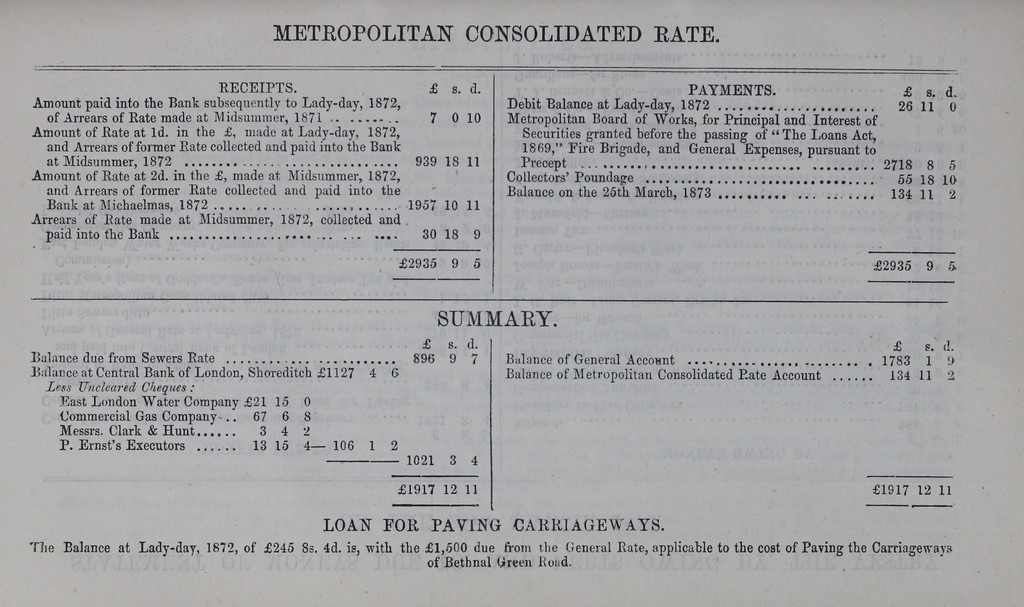 METROPOLITAN CONSOLIDATED RATE.
RECEIPTS. £ s. d.
Amount paid into the Bank subsequently to Lady-day, 1872,
of Arrears of Rate made at Midsummer, 1871 .......... 7 0 10
Amount of Rate at 1d. in the £, made at Lady-day, 1872,
and Arrears of former Rate collected and paid into the Bank
at Midsummer, 1872 .......... 939 18 11
Amount of Rate at 2d. in the £, made at Midsummer, 1872,
and Arrears of former Rate collected and paid into the
Bank at Michaelmas, 1872 .......... 1957 10 11
Arrears of Rate made at Midsummer, 1872, collected and
paid into the Bank .......... 30 18 9
£2935 9 5
PAYMENTS. £ s. d.
Debit Balance at Lady-day, 1872 .......... 26 11 0
Metropolitan Board of Works, for Principal and Interest of
Securities granted before the passing of "The Loans Act,
1869," Fire Brigade, and General Expenses, pursuant to
Precept .......... 2718 8 5
Collectors' Poundage .......... 55 18 10
Balance on the 25th March, 1873 .......... 134 11 2
£2935 9 5
SUMMARY.
£ s. d.
Balance due from Sewers Rate .......... 896 9 7
Balance at Central Bank of London, Shoreditch £1127 4 6
Less Uncleared Cheques:
East London Water Company £21 15 0
Commercial Gas Company .. 67 6 8
Messrs. Clark & Hunt...... 3 4 2
P. Ernst's Executors ...... 13 15 4— 106 1 2
1021 3 4
£1917 12 11
£ s. d.
Balance of General Account .......... 1783 1 9
Balance of Metropolitan Consolidated Rate Account ...... 134 11 2
£1917 12 11
LOAN FOR PAVING CARRIAGEWAYS.
The Balance at Lady-day, 1872, of £245 8s. 4d. is, with the £1,500 due from the General Rate, applicable to the cost of Paving the Carriageways
of Bethnal Green Road.